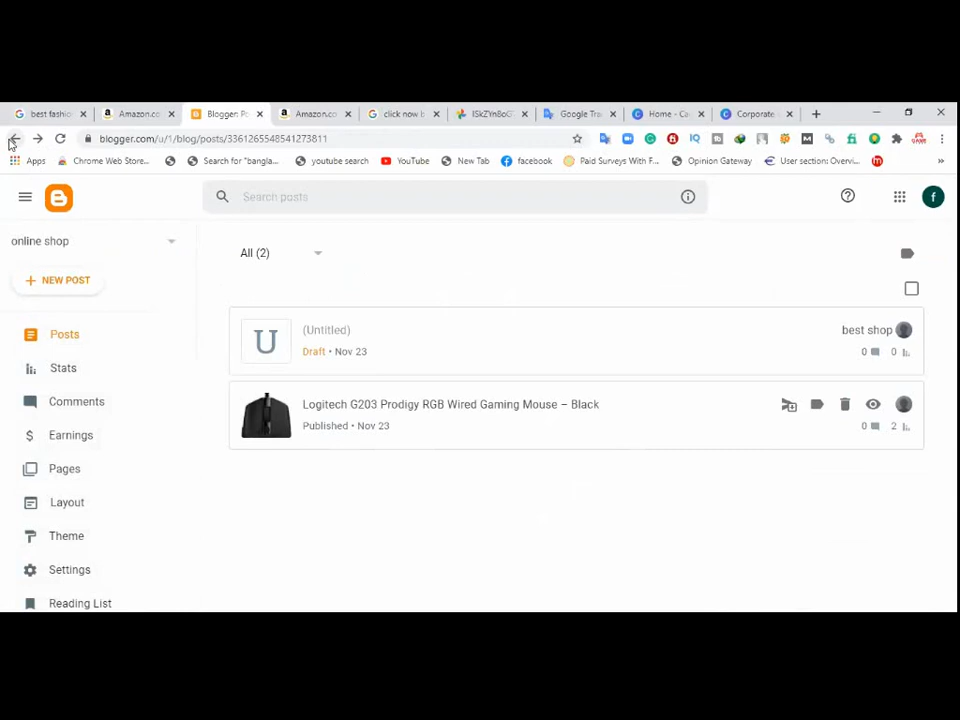 best fashio
Amazon.co
Blogger: Po
Amazon.co
click now b
ISkZYn8oG
Google Tra
Home - Ca
Corporate
blogger.com/u/1/blog/posts/3361265548541273811
Apps
Chrome Web Store...
Search for "bangla...
youtube search
YouTube
New Tab
facebook
Paid Surveys With F...
Opinion Gateway
User section: Overvi...
»
Search posts
f
online shop
+ NEW POST
Posts
Stats
Comments
Earnings
Pages
Layout
Theme
Settings
Reading List
All (2)
U
(Untitled)
best shop
Draft • Nov 23
0 0
Logitech G203 Prodigy RGB Wired Gaming Mouse – Black
Published • Nov 23
0 2